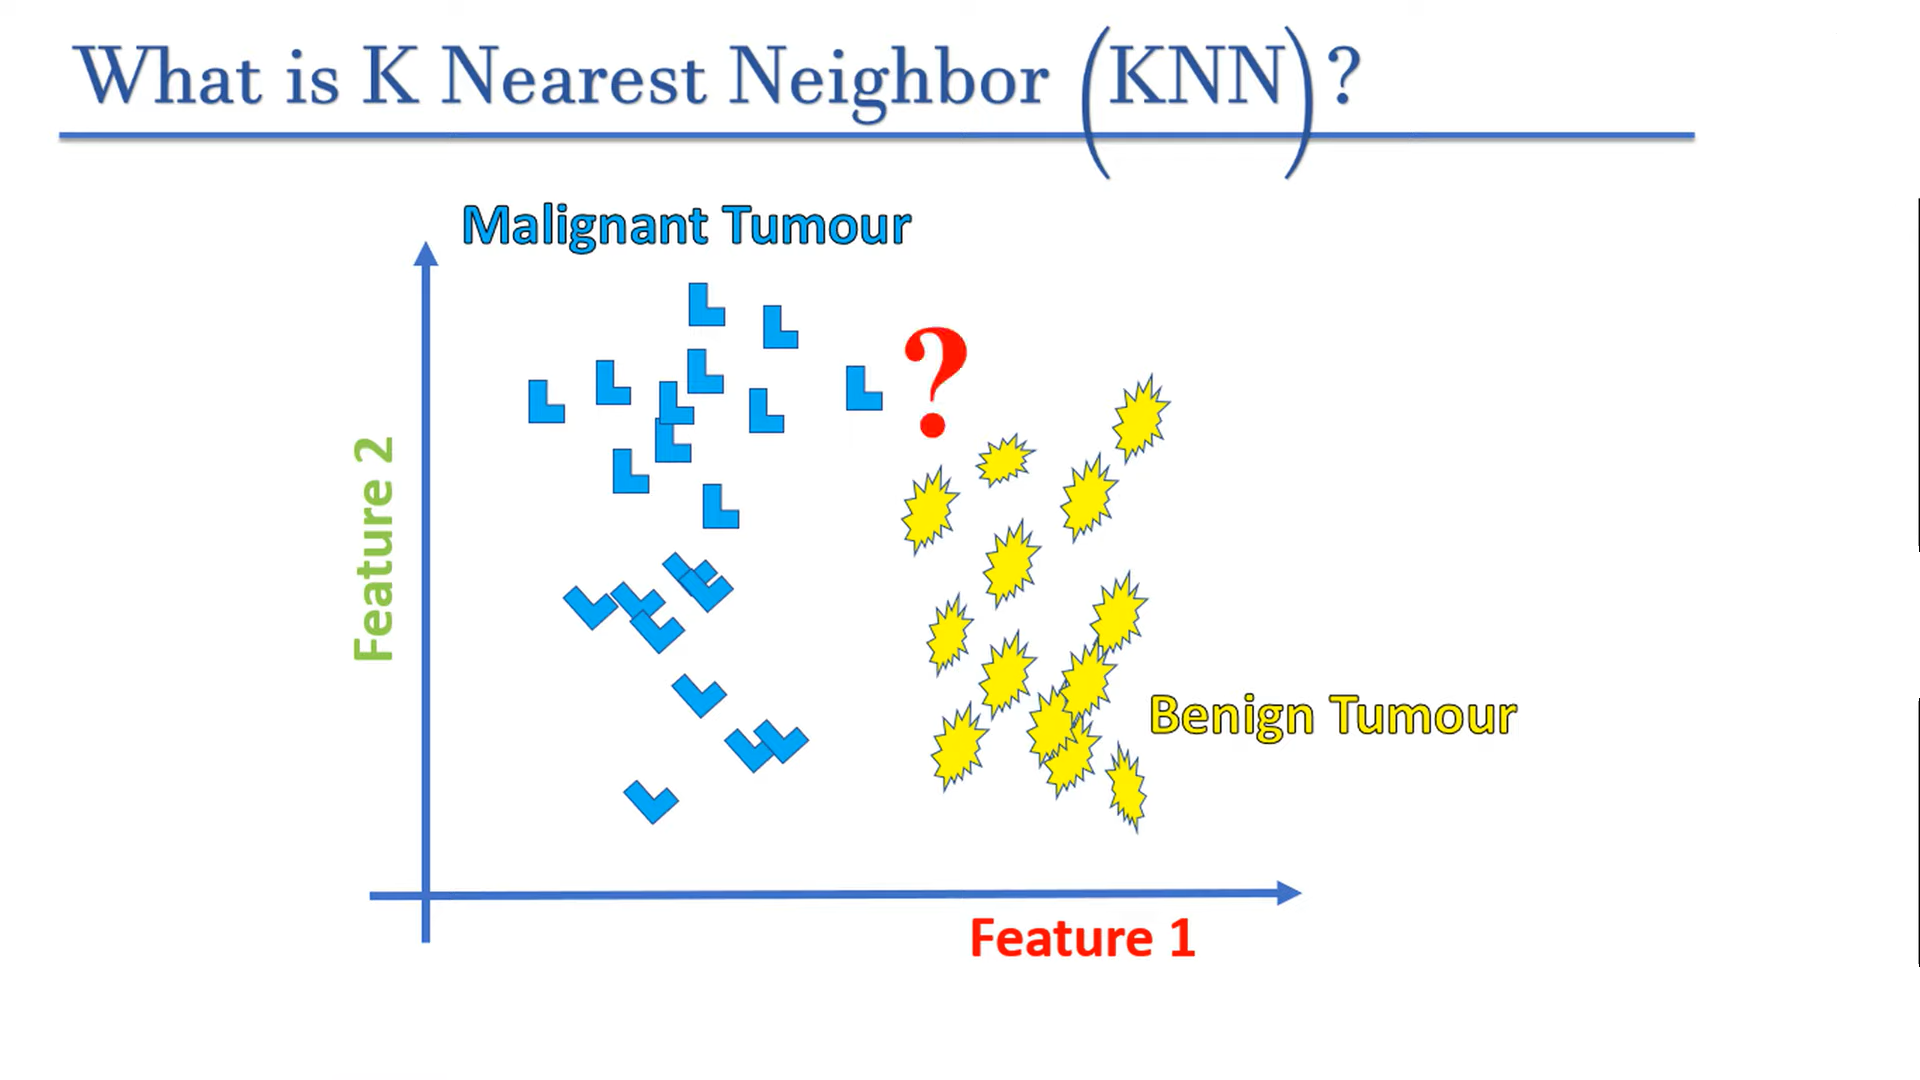 What is K Nearest Neighbor (KNN)?
Malignant Tumour
?
Feature 2
Benign Tumour
Feature 1